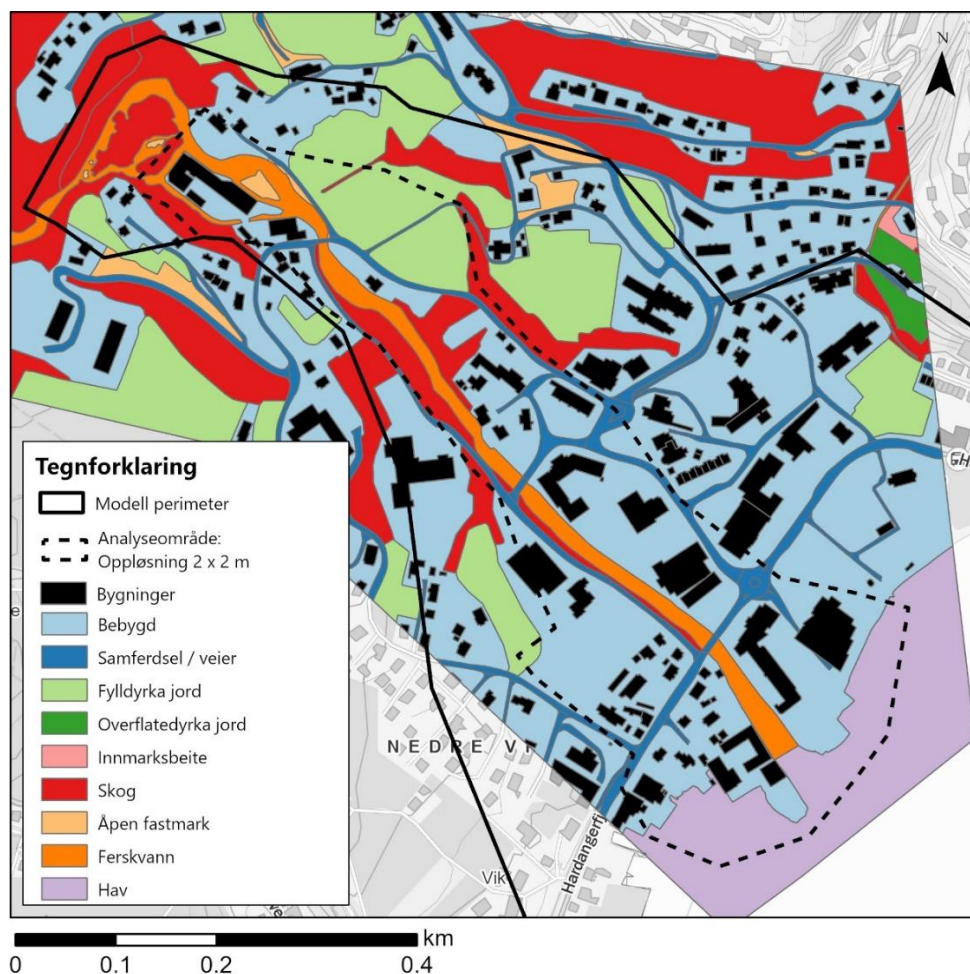 N
Tegnforklaring
Modell perimeter
Analyseområde:
Oppløsning 2 x 2 m
Bygninger
Bebygd
Samferdsel / veier
Fylldyrka jord
Overflatedyrka jord
Innmarksbeite
Skog
Åpen fastmark
Ferskvann
Hav
NEDRE VI
Vik
Hardangerfj
km
0 0.1 0.2 0.4